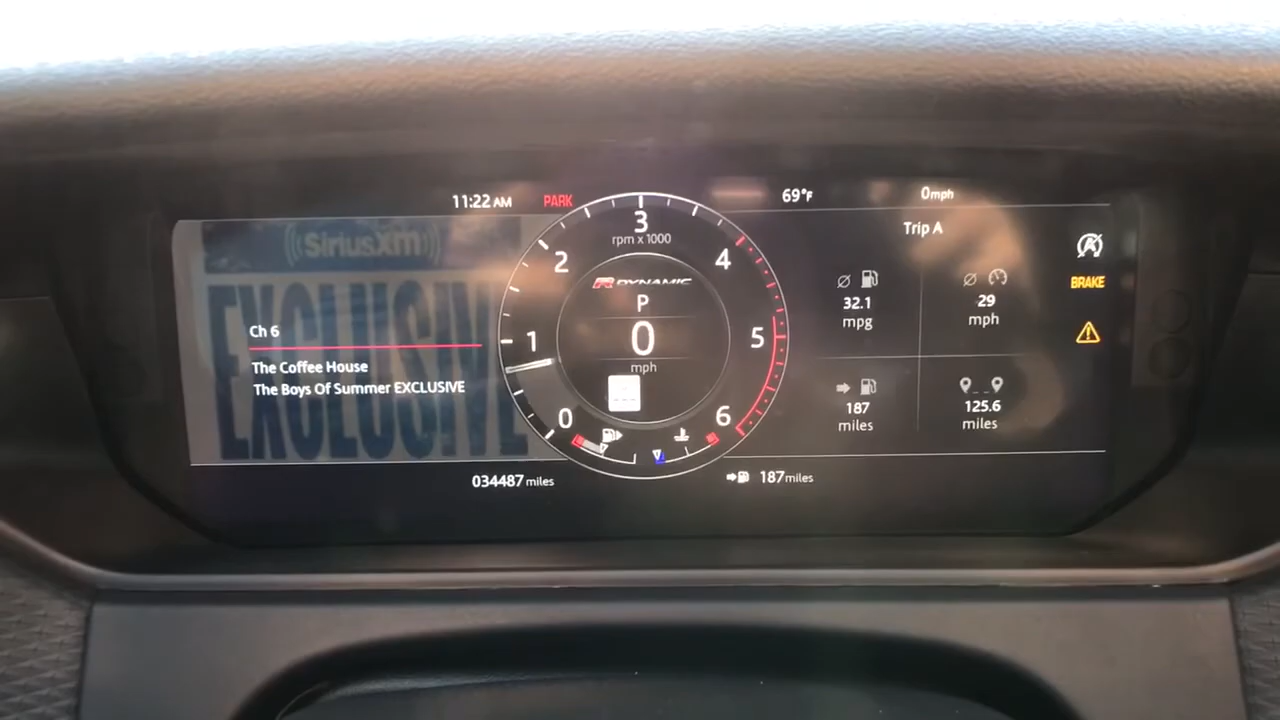 11:22 AM
PARK
69°F
0mph
((SiriusXM))
EXCLUSIVE
Ch 6
The Coffee House
The Boys Of Summer EXCLUSIVE
3
rpm x 1000
2
4
1
5
0
6
R DYNAMIC
P
0
mph
Trip A
32.1
mpg
29
mph
187
miles
125.6
miles
A
BRAKE
034487 miles
187miles